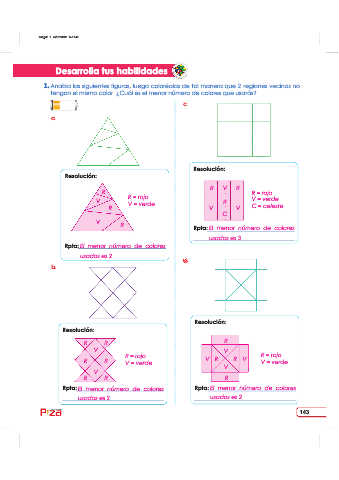 Desarrolla tus habilidades
1. Analiza las siguientes figuras, luego coloréalas de tal manera que 2 regiones vecinas no
tengan el mismo color. ¿Cuál es el menor número de colores que usarás?
a.
Resolución:
R
V
R
V
R
R = rojo
V = verde
Rpta: El menor número de colores
usados es 2
b.
Resolución:
R R
V
R R
V
R R
R = rojo
V = verde
Rpta: El menor número de colores
usados es 2
c.
Resolución:
R V R
R
V V
C
R = rojo
V = verde
C = celeste
Rpta: El menor número de colores
usados es 3
Resolución:
R
V
V R R V
V
R
R = rojo
V = verde
Rpta: El menor número de colores
usados es 2
143